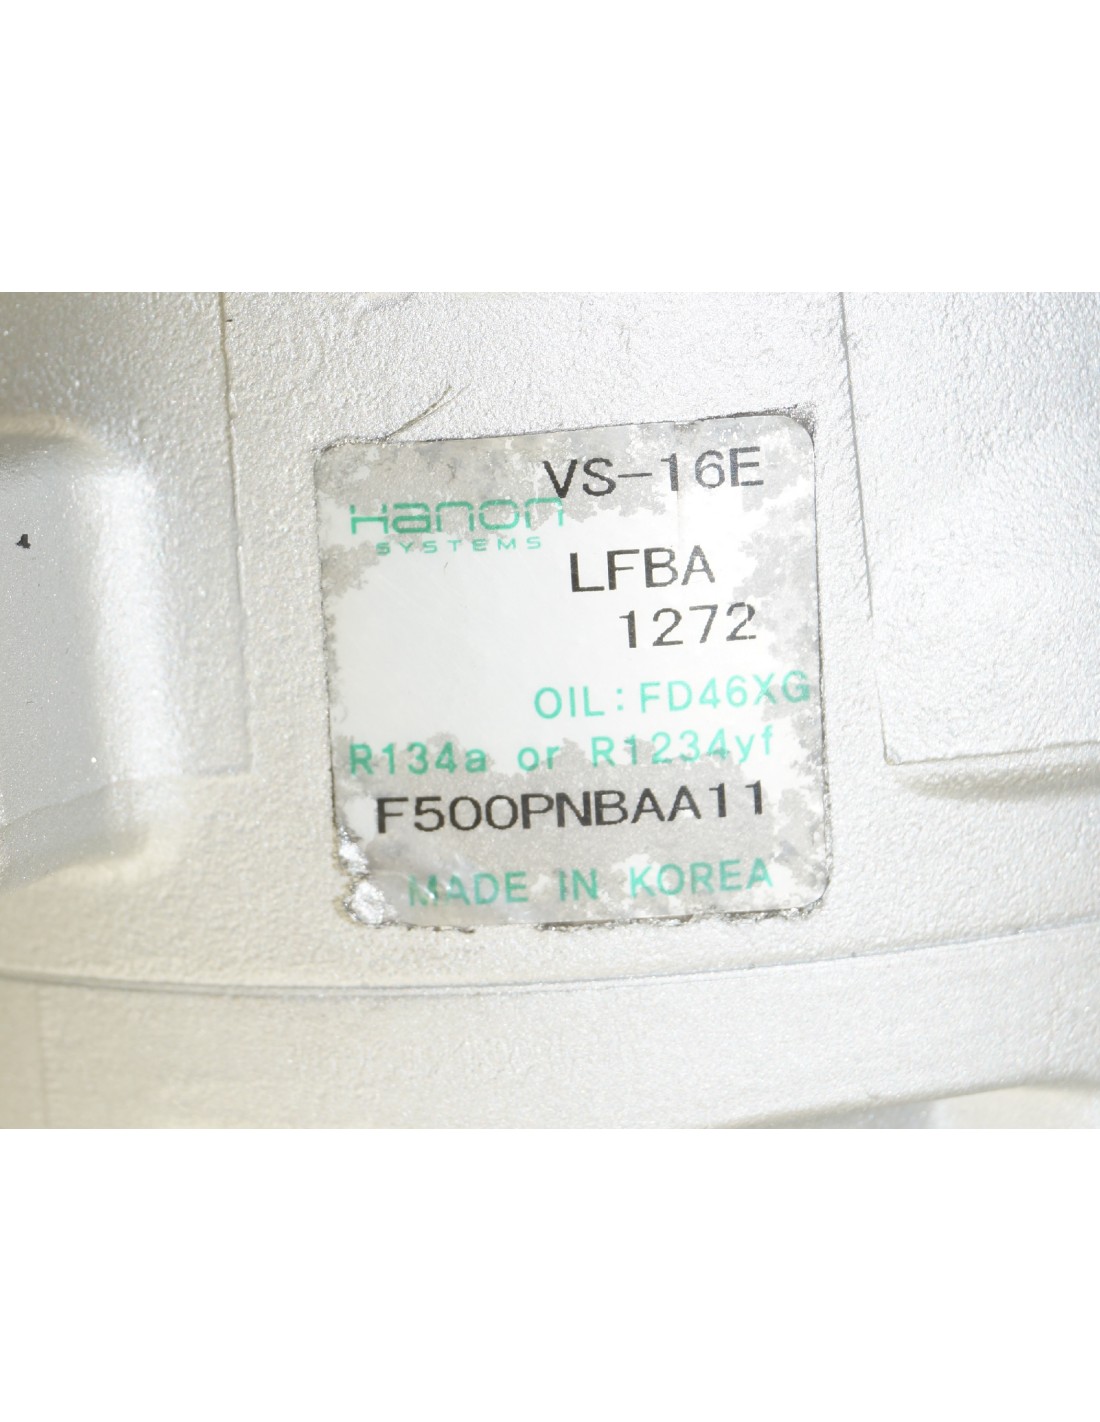 VS-16E
Hanon
SYSTEMS
LFBA
1272
OIL:FD46XG
R134a or R1234yf
F500PNBAA11
MADE IN KOREA